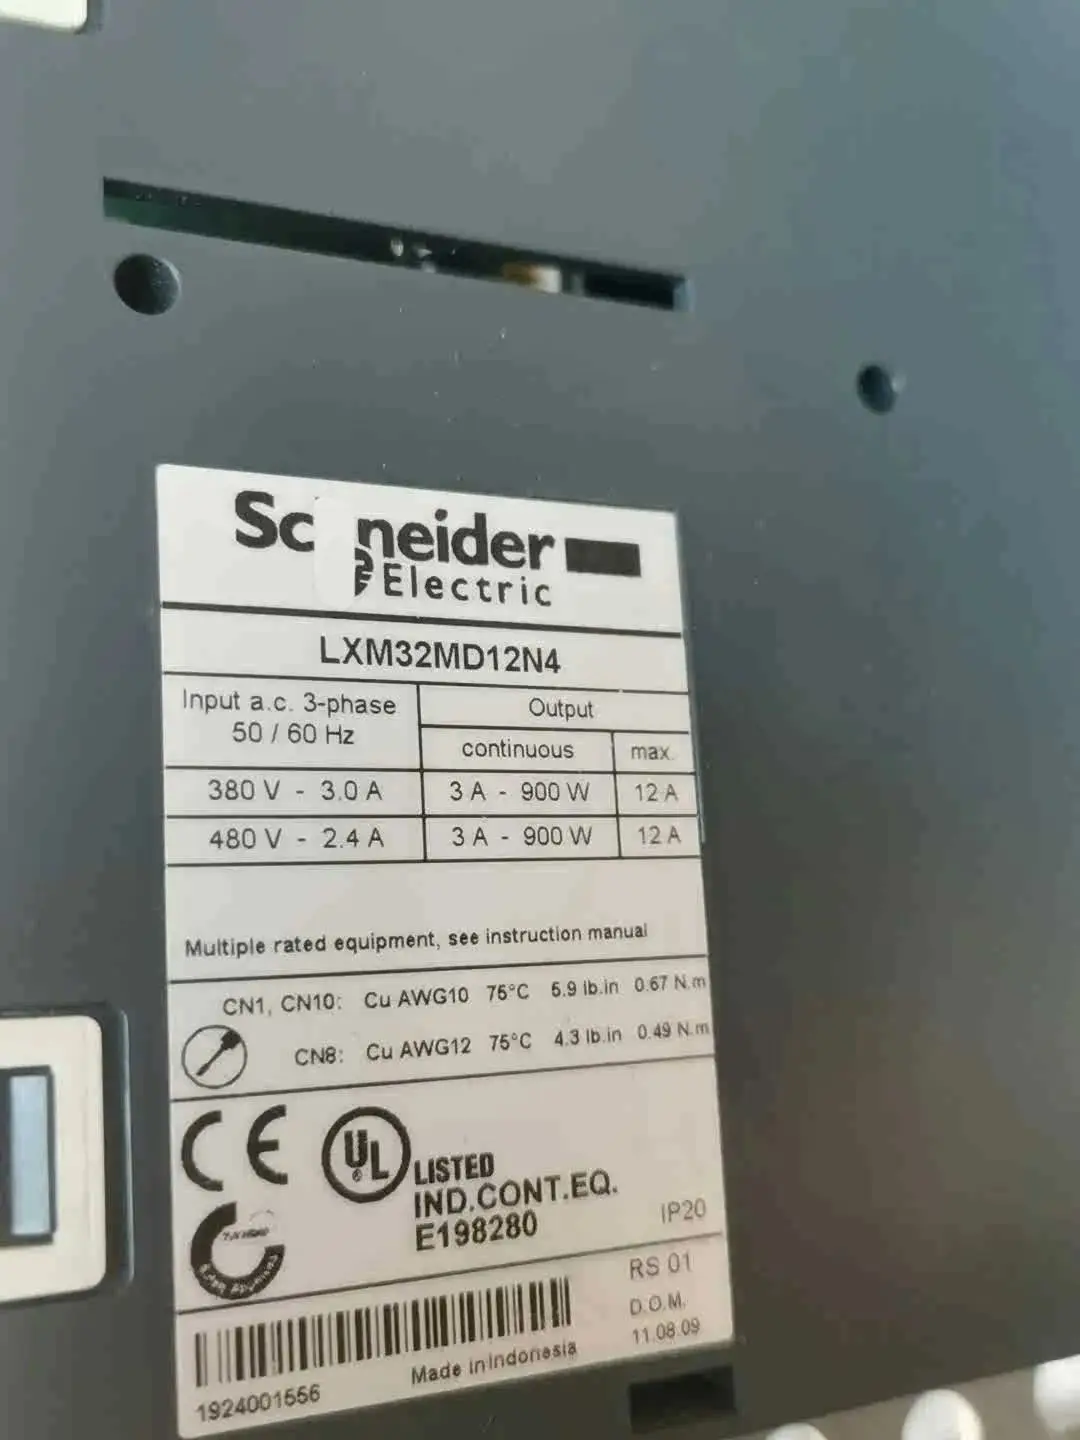 Sc neider
Electric
LXM32MD12N4
Input a.c. 3-phase
50 / 60 Hz
Output
continuous
max.
380 V - 3.0 A
3 A - 900 W
12 A
480 V - 2.4 A
3 A - 900 W
12 A
Multiple rated equipment, see instruction manual
CN1, CN10: Cu AWG10 75°C 5.9 lb.in 0.67 N.m
CN8: Cu AWG12 75°C 4.3 lb.in 0.49 N.m
CE
UL
®
LISTED
IND.CONT.EQ.
E198280
IP20
RS 01
D.O.M.
11.08.09
Made in Indonesia
1924001556